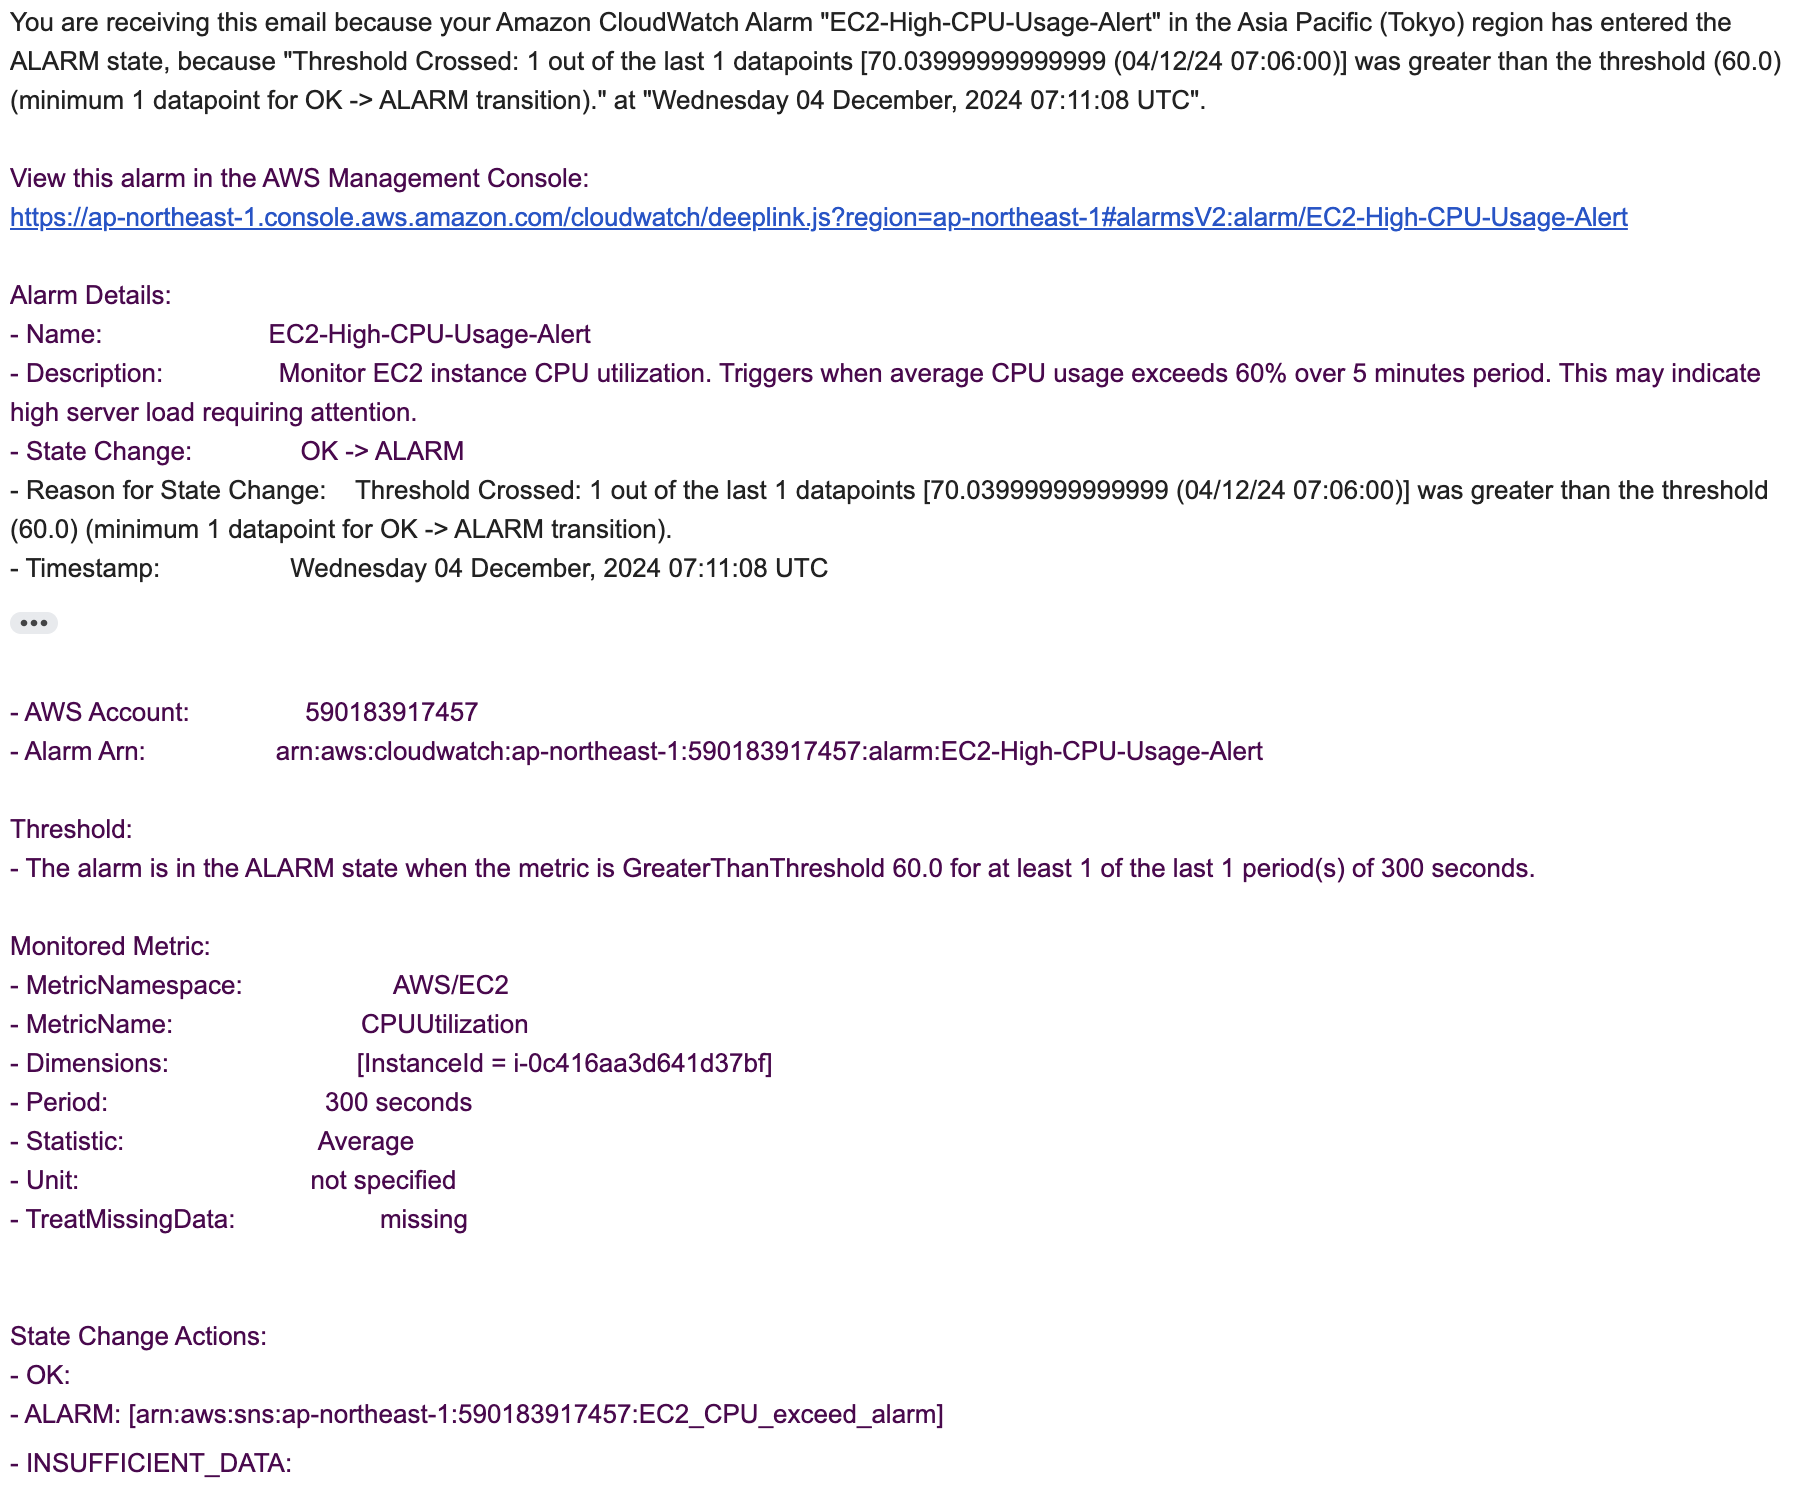 You are receiving this email because your Amazon CloudWatch Alarm "EC2-High-CPU-Usage-Alert" in the Asia Pacific (Tokyo) region has entered the
ALARM state, because "Threshold Crossed: 1 out of the last 1 datapoints [70.03999999999999 (04/12/24 07:06:00)] was greater than the threshold (60.0)
(minimum 1 datapoint for OK -> ALARM transition)." at "Wednesday 04 December, 2024 07:11:08 UTC".
View this alarm in the AWS Management Console:
https://ap-northeast-1.console.aws.amazon.com/cloudwatch/deeplink.js?region=ap-northeast-1#alarmsV2:alarm/EC2-High-CPU-Usage-Alert
Alarm Details:
- Name: EC2-High-CPU-Usage-Alert
- Description: Monitor EC2 instance CPU utilization. Triggers when average CPU usage exceeds 60% over 5 minutes period. This may indicate
high server load requiring attention.
- State Change: OK -> ALARM
- Reason for State Change: Threshold Crossed: 1 out of the last 1 datapoints [70.03999999999999 (04/12/24 07:06:00)] was greater than the threshold
(60.0) (minimum 1 datapoint for OK -> ALARM transition).
- Timestamp: Wednesday 04 December, 2024 07:11:08 UTC
- AWS Account: 590183917457
- Alarm Arn: arn:aws:cloudwatch:ap-northeast-1:590183917457:alarm:EC2-High-CPU-Usage-Alert
Threshold:
- The alarm is in the ALARM state when the metric is GreaterThanThreshold 60.0 for at least 1 of the last 1 period(s) of 300 seconds.
Monitored Metric:
- MetricNamespace: AWS/EC2
- MetricName: CPUUtilization
- Dimensions: [InstanceId = i-0c416aa3d641d37bf]
- Period: 300 seconds
- Statistic: Average
- Unit: not specified
- TreatMissingData: missing
State Change Actions:
- OK:
- ALARM: [arn:aws:sns:ap-northeast-1:590183917457:EC2_CPU_exceed_alarm]
- INSUFFICIENT_DATA: